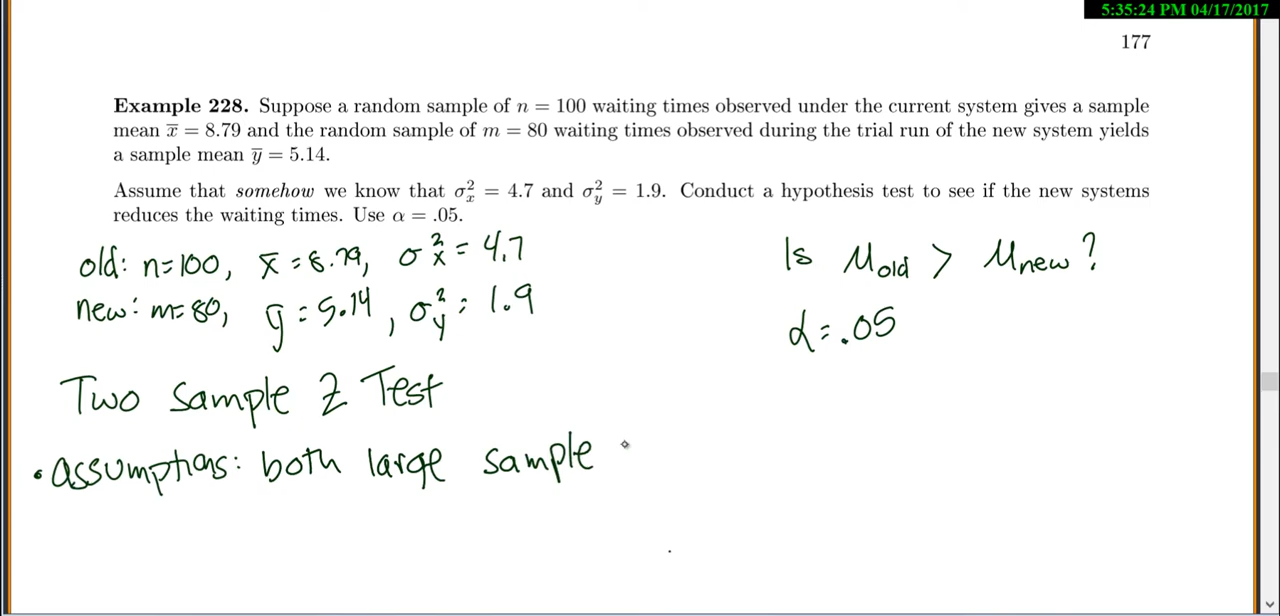 5:35:24 PM 04/17/2017
177
Example 228. Suppose a random sample of n = 100 waiting times observed under the current system gives a sample
mean x̅ = 8.79 and the random sample of m = 80 waiting times observed during the trial run of the new system yields
a sample mean y̅ = 5.14.
Assume that somehow we know that σ²ₓ = 4.7 and σ²ᵧ = 1.9. Conduct a hypothesis test to see if the new systems
reduces the waiting times. Use α = .05.
old: n=100, x̅ = 8.79, σ²ₓ = 4.7
new: m=80, y̅ = 5.14, σ²ᵧ = 1.9
Is μ old > μ new?
α = .05
Two Sample Z Test
• assumptions: both large sample